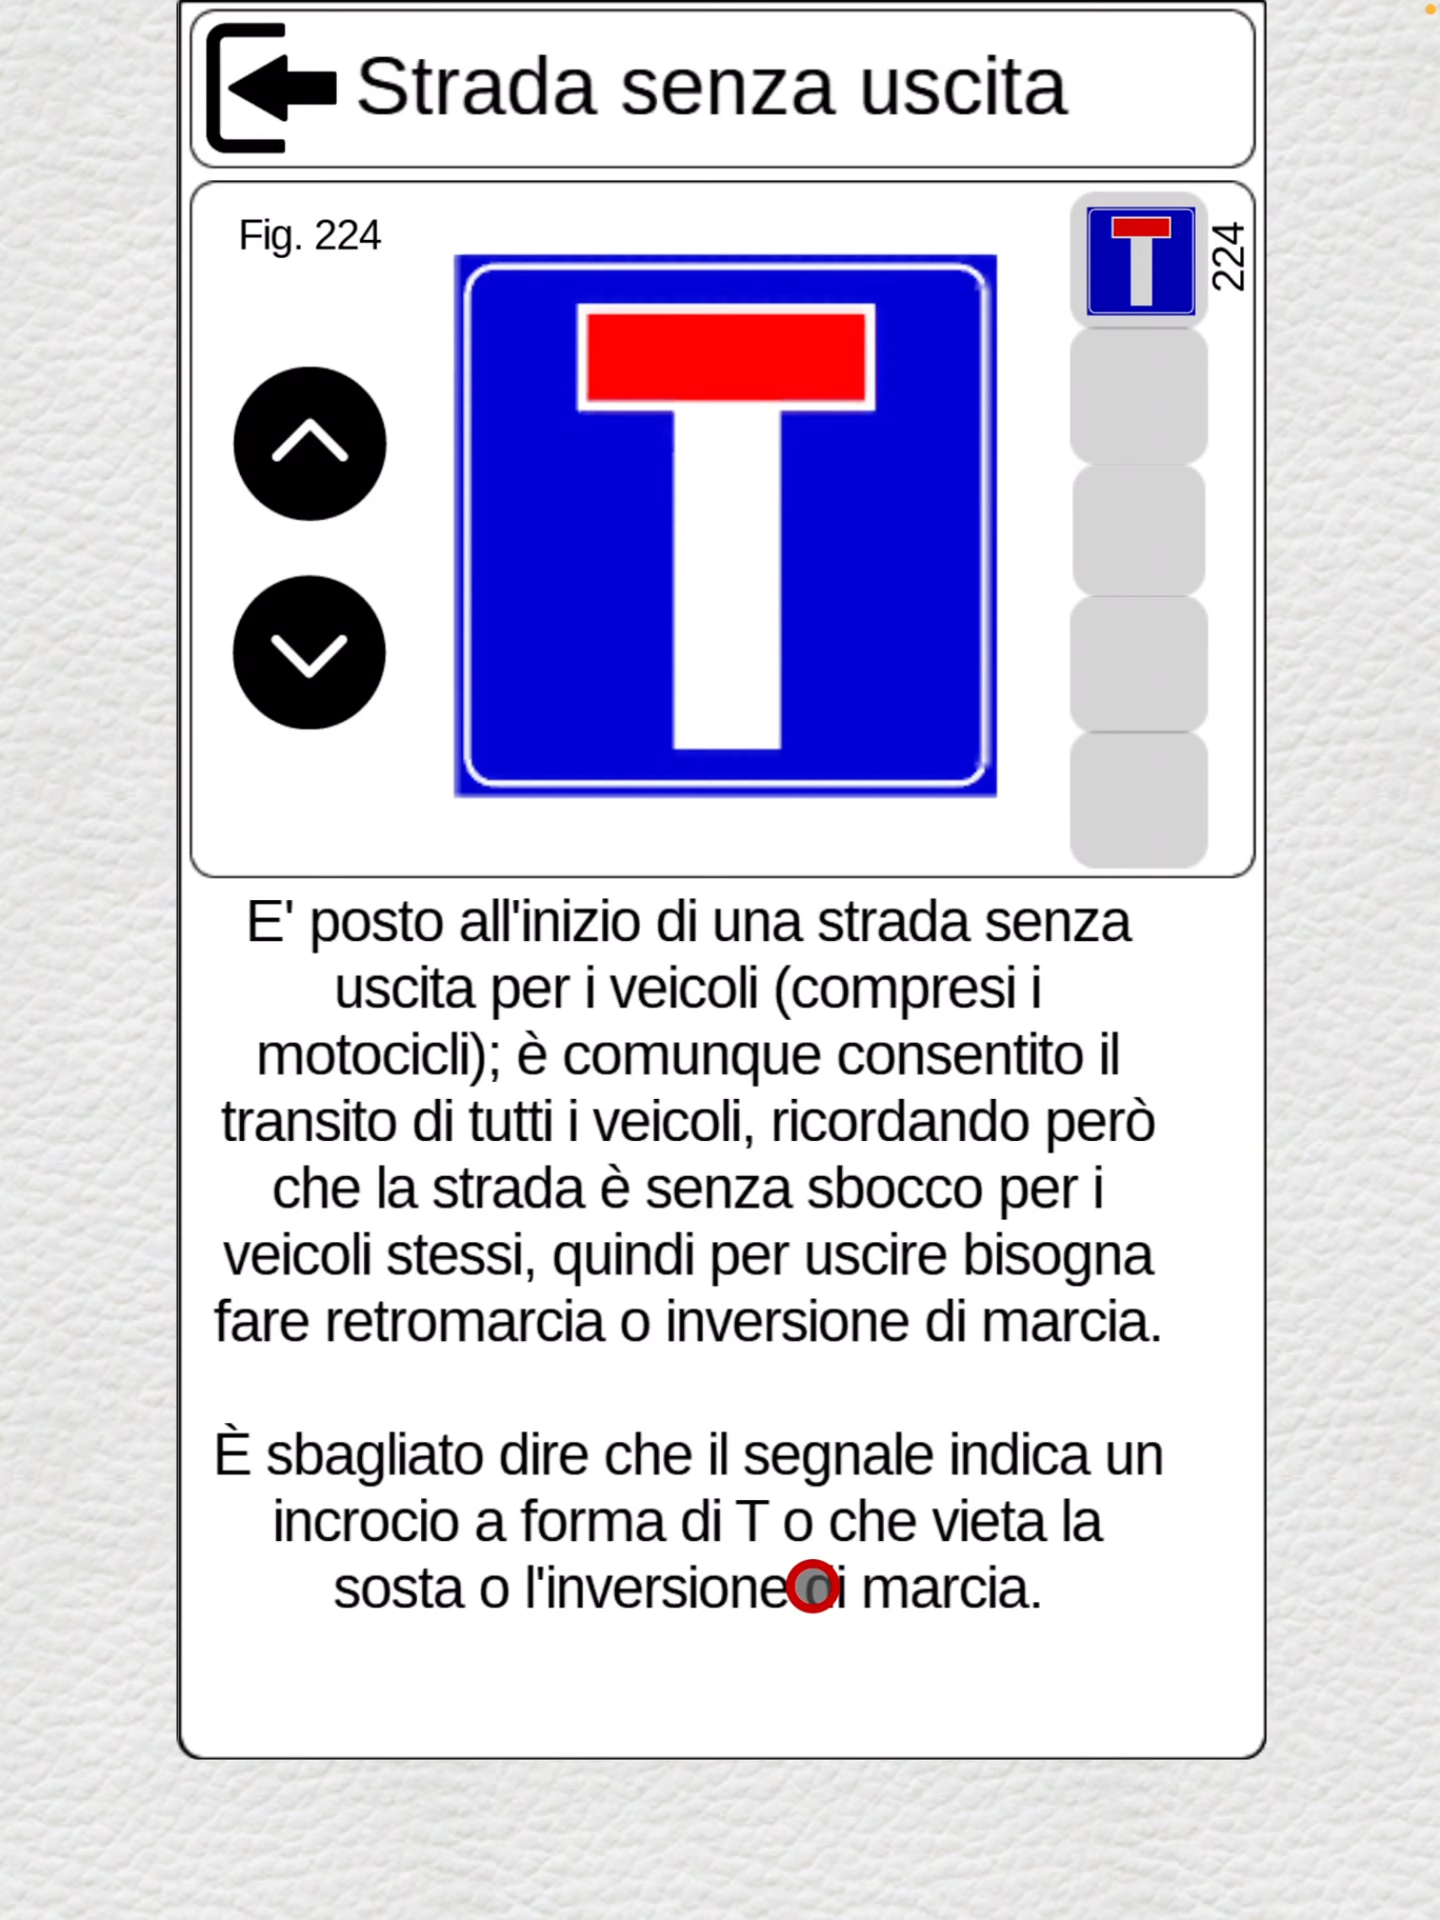 Strada senza uscita
Fig. 224
224
E' posto all'inizio di una strada senza
uscita per i veicoli (compresi i
motocicli); è comunque consentito il
transito di tutti i veicoli, ricordando però
che la strada è senza sbocco per i
veicoli stessi, quindi per uscire bisogna
fare retromarcia o inversione di marcia.
È sbagliato dire che il segnale indica un
incrocio a forma di T o che vieta la
sosta o l'inversione di marcia.